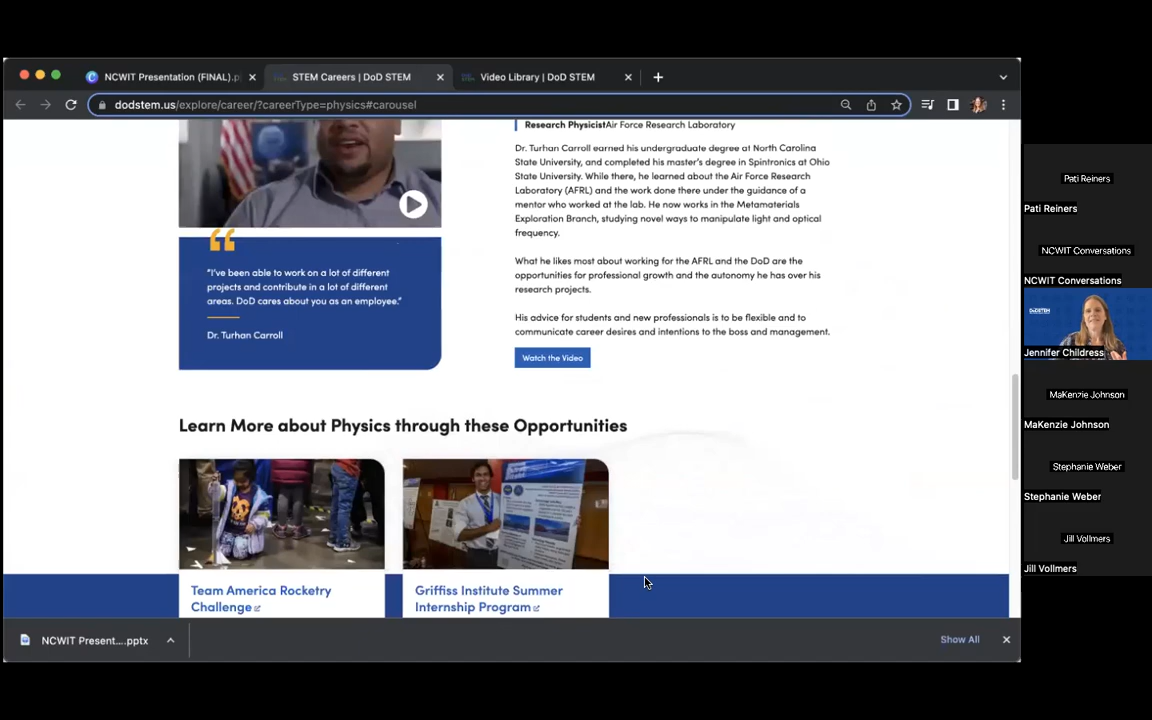 NCWIT Presentation (FINAL).p
STEM Careers | DoD STEM
Video Library | DoD STEM
dodstem.us/explore/career/?careerType=physics#carousel
Research PhysicistAir Force Research Laboratory
Dr. Turhan Carroll earned his undergraduate degree at North Carolina
State University, and completed his master's degree in Spintronics at Ohio
State University. While there, he learned about the Air Force Research
Laboratory (AFRL) and the work done there under the guidance of a
mentor who worked at the lab. He now works in the Metamaterials
Exploration Branch, studying novel ways to manipulate light and optical
frequency.
What he likes most about working for the AFRL and the DoD are the
opportunities for professional growth and the autonomy he has over his
research projects.
His advice for students and new professionals is to be flexible and to
communicate career desires and intentions to the boss and management.
Watch the Video
“
“I've been able to work on a lot of different
projects and contribute in a lot of different
areas. DoD cares about you as an employee.”
Dr. Turhan Carroll
Learn More about Physics through these Opportunities
Team America Rocketry
Challenge
Griffiss Institute Summer
Internship Program
NCWIT Present....pptx
Show All
Pati Reiners
Pati Reiners
NCWIT Conversations
NCWIT Conversations
DoDSTEM
Jennifer Childress
MaKenzie Johnson
MaKenzie Johnson
Stephanie Weber
Stephanie Weber
Jill Vollmers
Jill Vollmers